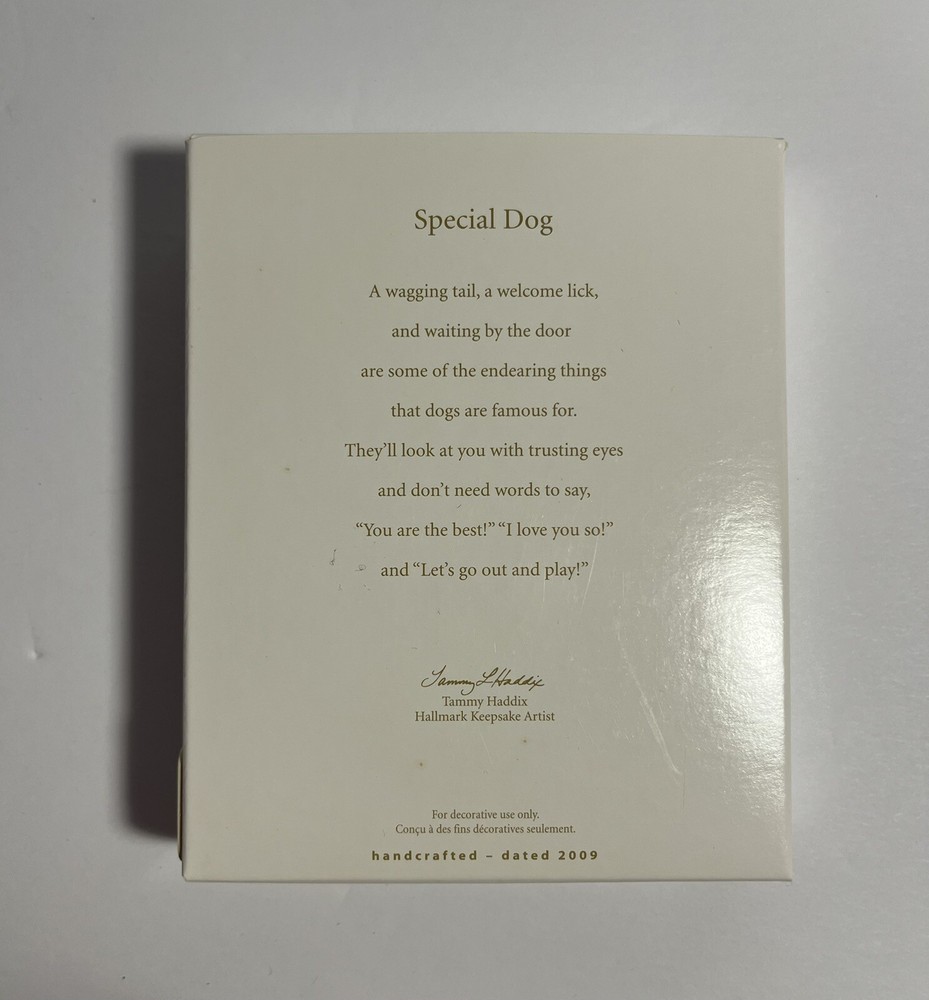 Special Dog
A wagging tail, a welcome lick,
and waiting by the door
are some of the endearing things
that dogs are famous for.
They’ll look at you with trusting eyes
and don’t need words to say,
“You are the best!” “I love you so!”
and “Let’s go out and play!”
Tammy L Haddix
Tammy Haddix
Hallmark Keepsake Artist
For decorative use only.
Conçu à des fins décoratives seulement.
handcrafted – dated 2009